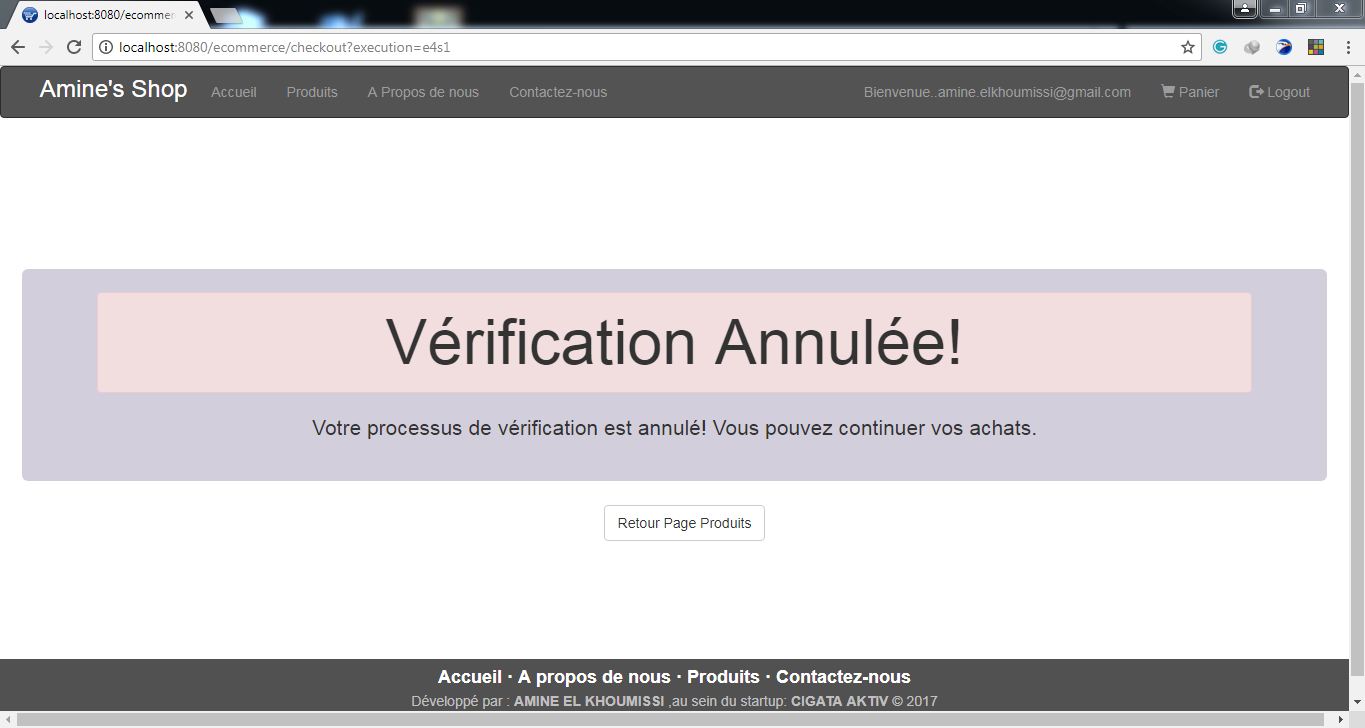 localhost:8080/ecommer
localhost:8080/ecommerce/checkout?execution=e4s1
Amine's Shop Accueil Produits A Propos de nous Contactez-nous Bienvenue..amine.elkhoumissi@gmail.com Panier Logout
Vérification Annulée!
Votre processus de vérification est annulé! Vous pouvez continuer vos achats.
Retour Page Produits
Accueil · A propos de nous · Produits · Contactez-nous
Développé par : AMINE EL KHOUMISSI ,au sein du startup: CIGATA AKTIV © 2017